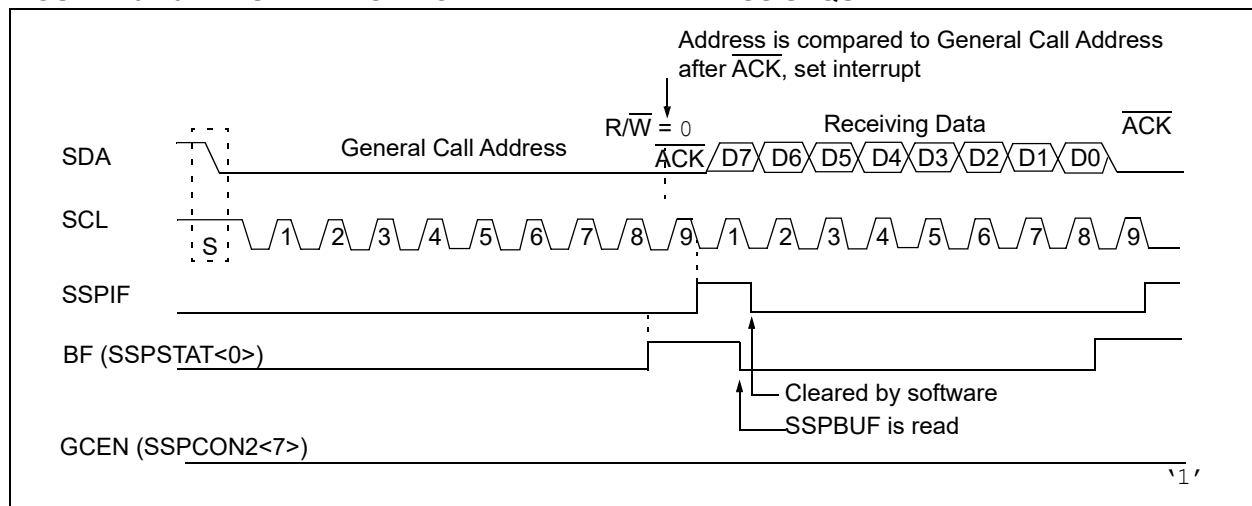 Address is compared to General Call Address
after ACK, set interrupt
R/W = 0
Receiving Data
ACK
SDA
General Call Address
ACK
D7 D6 D5 D4 D3 D2 D1 D0
SCL
S
1 2 3 4 5 6 7 8 9 1 2 3 4 5 6 7 8 9
SSPIF
BF (SSPSTAT<0>)
Cleared by software
SSPBUF is read
GCEN (SSPCON2<7>)
‘1’